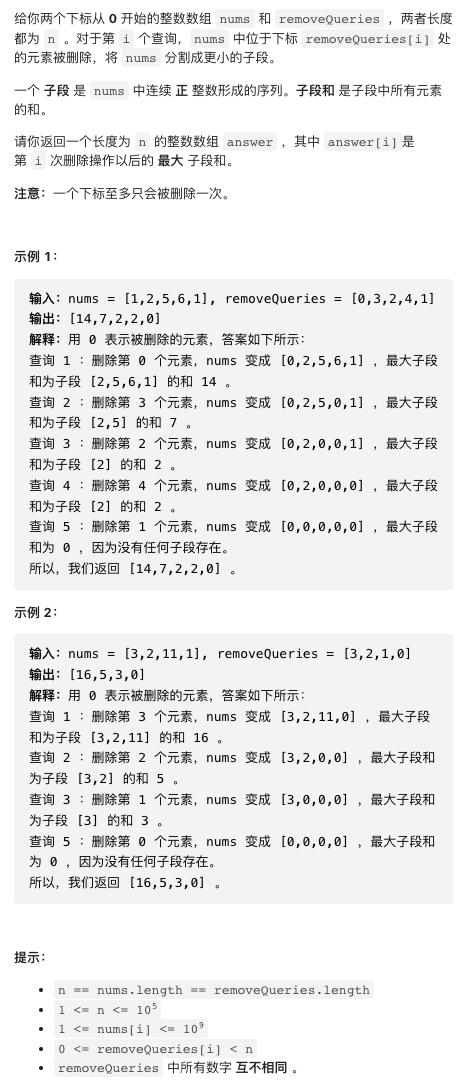 给你两个下标从 0 开始的整数数组 nums 和 removeQueries ，两者长度
都为 n 。对于第 i 个查询，nums 中位于下标 removeQueries[i] 处
的元素被删除，将 nums 分割成更小的子段。
一个 子段 是 nums 中连续 正 整数形成的序列。子段和 是子段中所有元素
的和。
请你返回一个长度为 n 的整数数组 answer ，其中 answer[i]是
第 i 次删除操作以后的 最大 子段和。
注意：一个下标至多只会被删除一次。
示例 1：
输入：nums = [1,2,5,6,1], removeQueries = [0,3,2,4,1]
输出：[14,7,2,2,0]
解释：用 0 表示被删除的元素，答案如下所示：
查询 1 ：删除第 0 个元素，nums 变成 [0,2,5,6,1] ，最大子段
和为子段 [2,5,6,1] 的和 14 。
查询 2 ：删除第 3 个元素，nums 变成 [0,2,5,0,1] ，最大子段
和为子段 [2,5] 的和 7 。
查询 3 ：删除第 2 个元素，nums 变成 [0,2,0,0,1] ，最大子段
和为子段 [2] 的和 2 。
查询 4 ：删除第 4 个元素，nums 变成 [0,2,0,0,0] ，最大子段
和为子段 [2] 的和 2 。
查询 5 ：删除第 1 个元素，nums 变成 [0,0,0,0,0] ，最大子段
和为 0 ，因为没有任何子段存在。
所以，我们返回 [14,7,2,2,0] 。
示例 2：
输入：nums = [3,2,11,1], removeQueries = [3,2,1,0]
输出：[16,5,3,0]
解释：用 0 表示被删除的元素，答案如下所示：
查询 1 ：删除第 3 个元素，nums 变成 [3,2,11,0] ，最大子段
和为子段 [3,2,11] 的和 16 。
查询 2 ：删除第 2 个元素，nums 变成 [3,2,0,0] ，最大子段和
为子段 [3,2] 的和 5 。
查询 3 ：删除第 1 个元素，nums 变成 [3,0,0,0] ，最大子段和
为子段 [3] 的和 3 。
查询 5 ：删除第 0 个元素，nums 变成 [0,0,0,0] ，最大子段和
为 0 ，因为没有任何子段存在。
所以，我们返回 [16,5,3,0] 。
提示：
• n == nums.length == removeQueries.length
• 1 <= n <= 10⁵
• 1 <= nums[i] <= 10⁹
• 0 <= removeQueries[i] < n
• removeQueries 中所有数字 互不相同 。